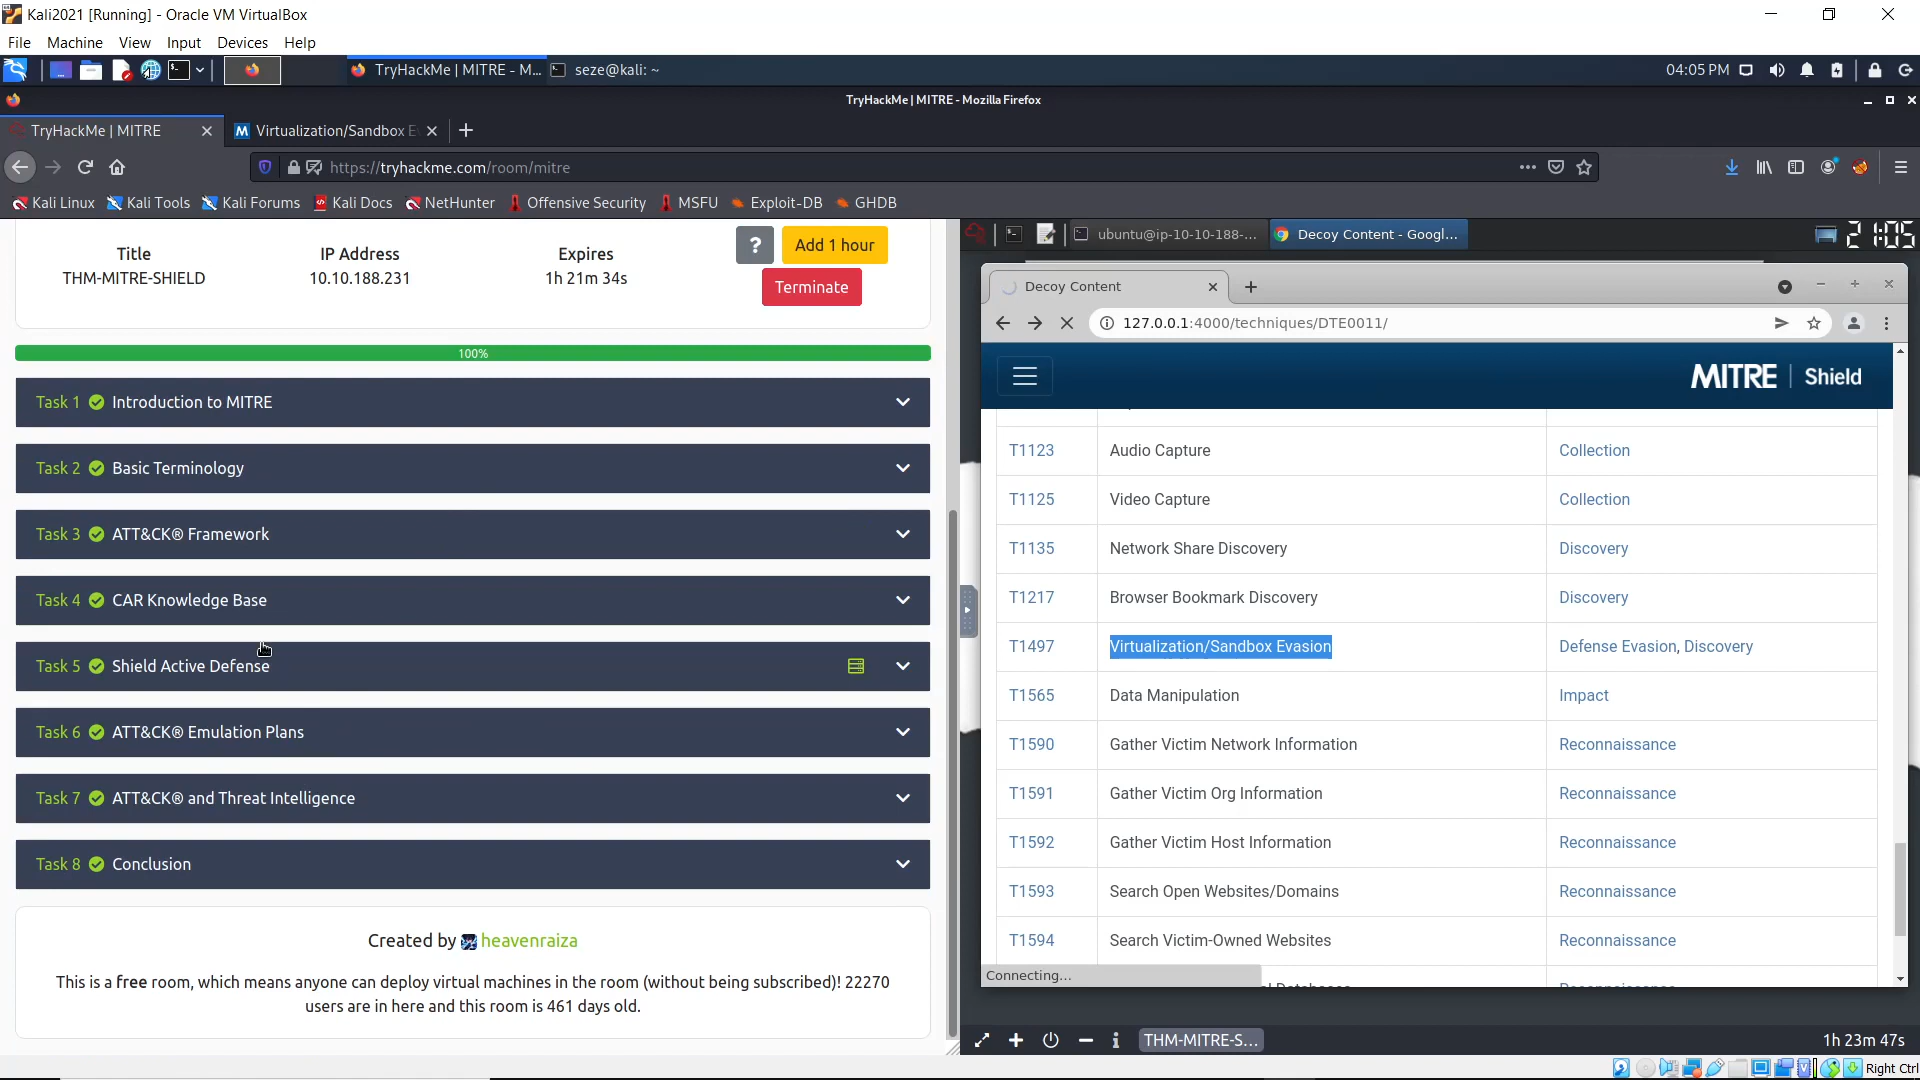 Kali2021 [Running] - Oracle VM VirtualBox
File Machine View Input Devices Help
TryHackMe | MITRE - M... seze@kali: ~ 04:05 PM
TryHackMe | MITRE - Mozilla Firefox
TryHackMe | MITRE Virtualization/Sandbox E
https://tryhackme.com/room/mitre
Kali Linux Kali Tools Kali Forums Kali Docs NetHunter Offensive Security MSFU Exploit-DB GHDB
Title IP Address Expires ? Add 1 hour
THM-MITRE-SHIELD 10.10.188.231 1h 21m 34s Terminate
100%
Task 1 Introduction to MITRE
Task 2 Basic Terminology
Task 3 ATT&CK® Framework
Task 4 CAR Knowledge Base
Task 5 Shield Active Defense
Task 6 ATT&CK® Emulation Plans
Task 7 ATT&CK® and Threat Intelligence
Task 8 Conclusion
Created by heavenraiza
This is a free room, which means anyone can deploy virtual machines in the room (without being subscribed)! 22270
users are in here and this room is 461 days old.
ubuntu@ip-10-10-188-... Decoy Content - Googl... 21:05
Decoy Content
127.0.0.1:4000/techniques/DTE0011/
MITRE | Shield
T1123 Audio Capture Collection
T1125 Video Capture Collection
T1135 Network Share Discovery Discovery
T1217 Browser Bookmark Discovery Discovery
T1497 Virtualization/Sandbox Evasion Defense Evasion, Discovery
T1565 Data Manipulation Impact
T1590 Gather Victim Network Information Reconnaissance
T1591 Gather Victim Org Information Reconnaissance
T1592 Gather Victim Host Information Reconnaissance
T1593 Search Open Websites/Domains Reconnaissance
T1594 Search Victim-Owned Websites Reconnaissance
Connecting...
THM-MITRE-S... 1h 23m 47s
Right Ctrl